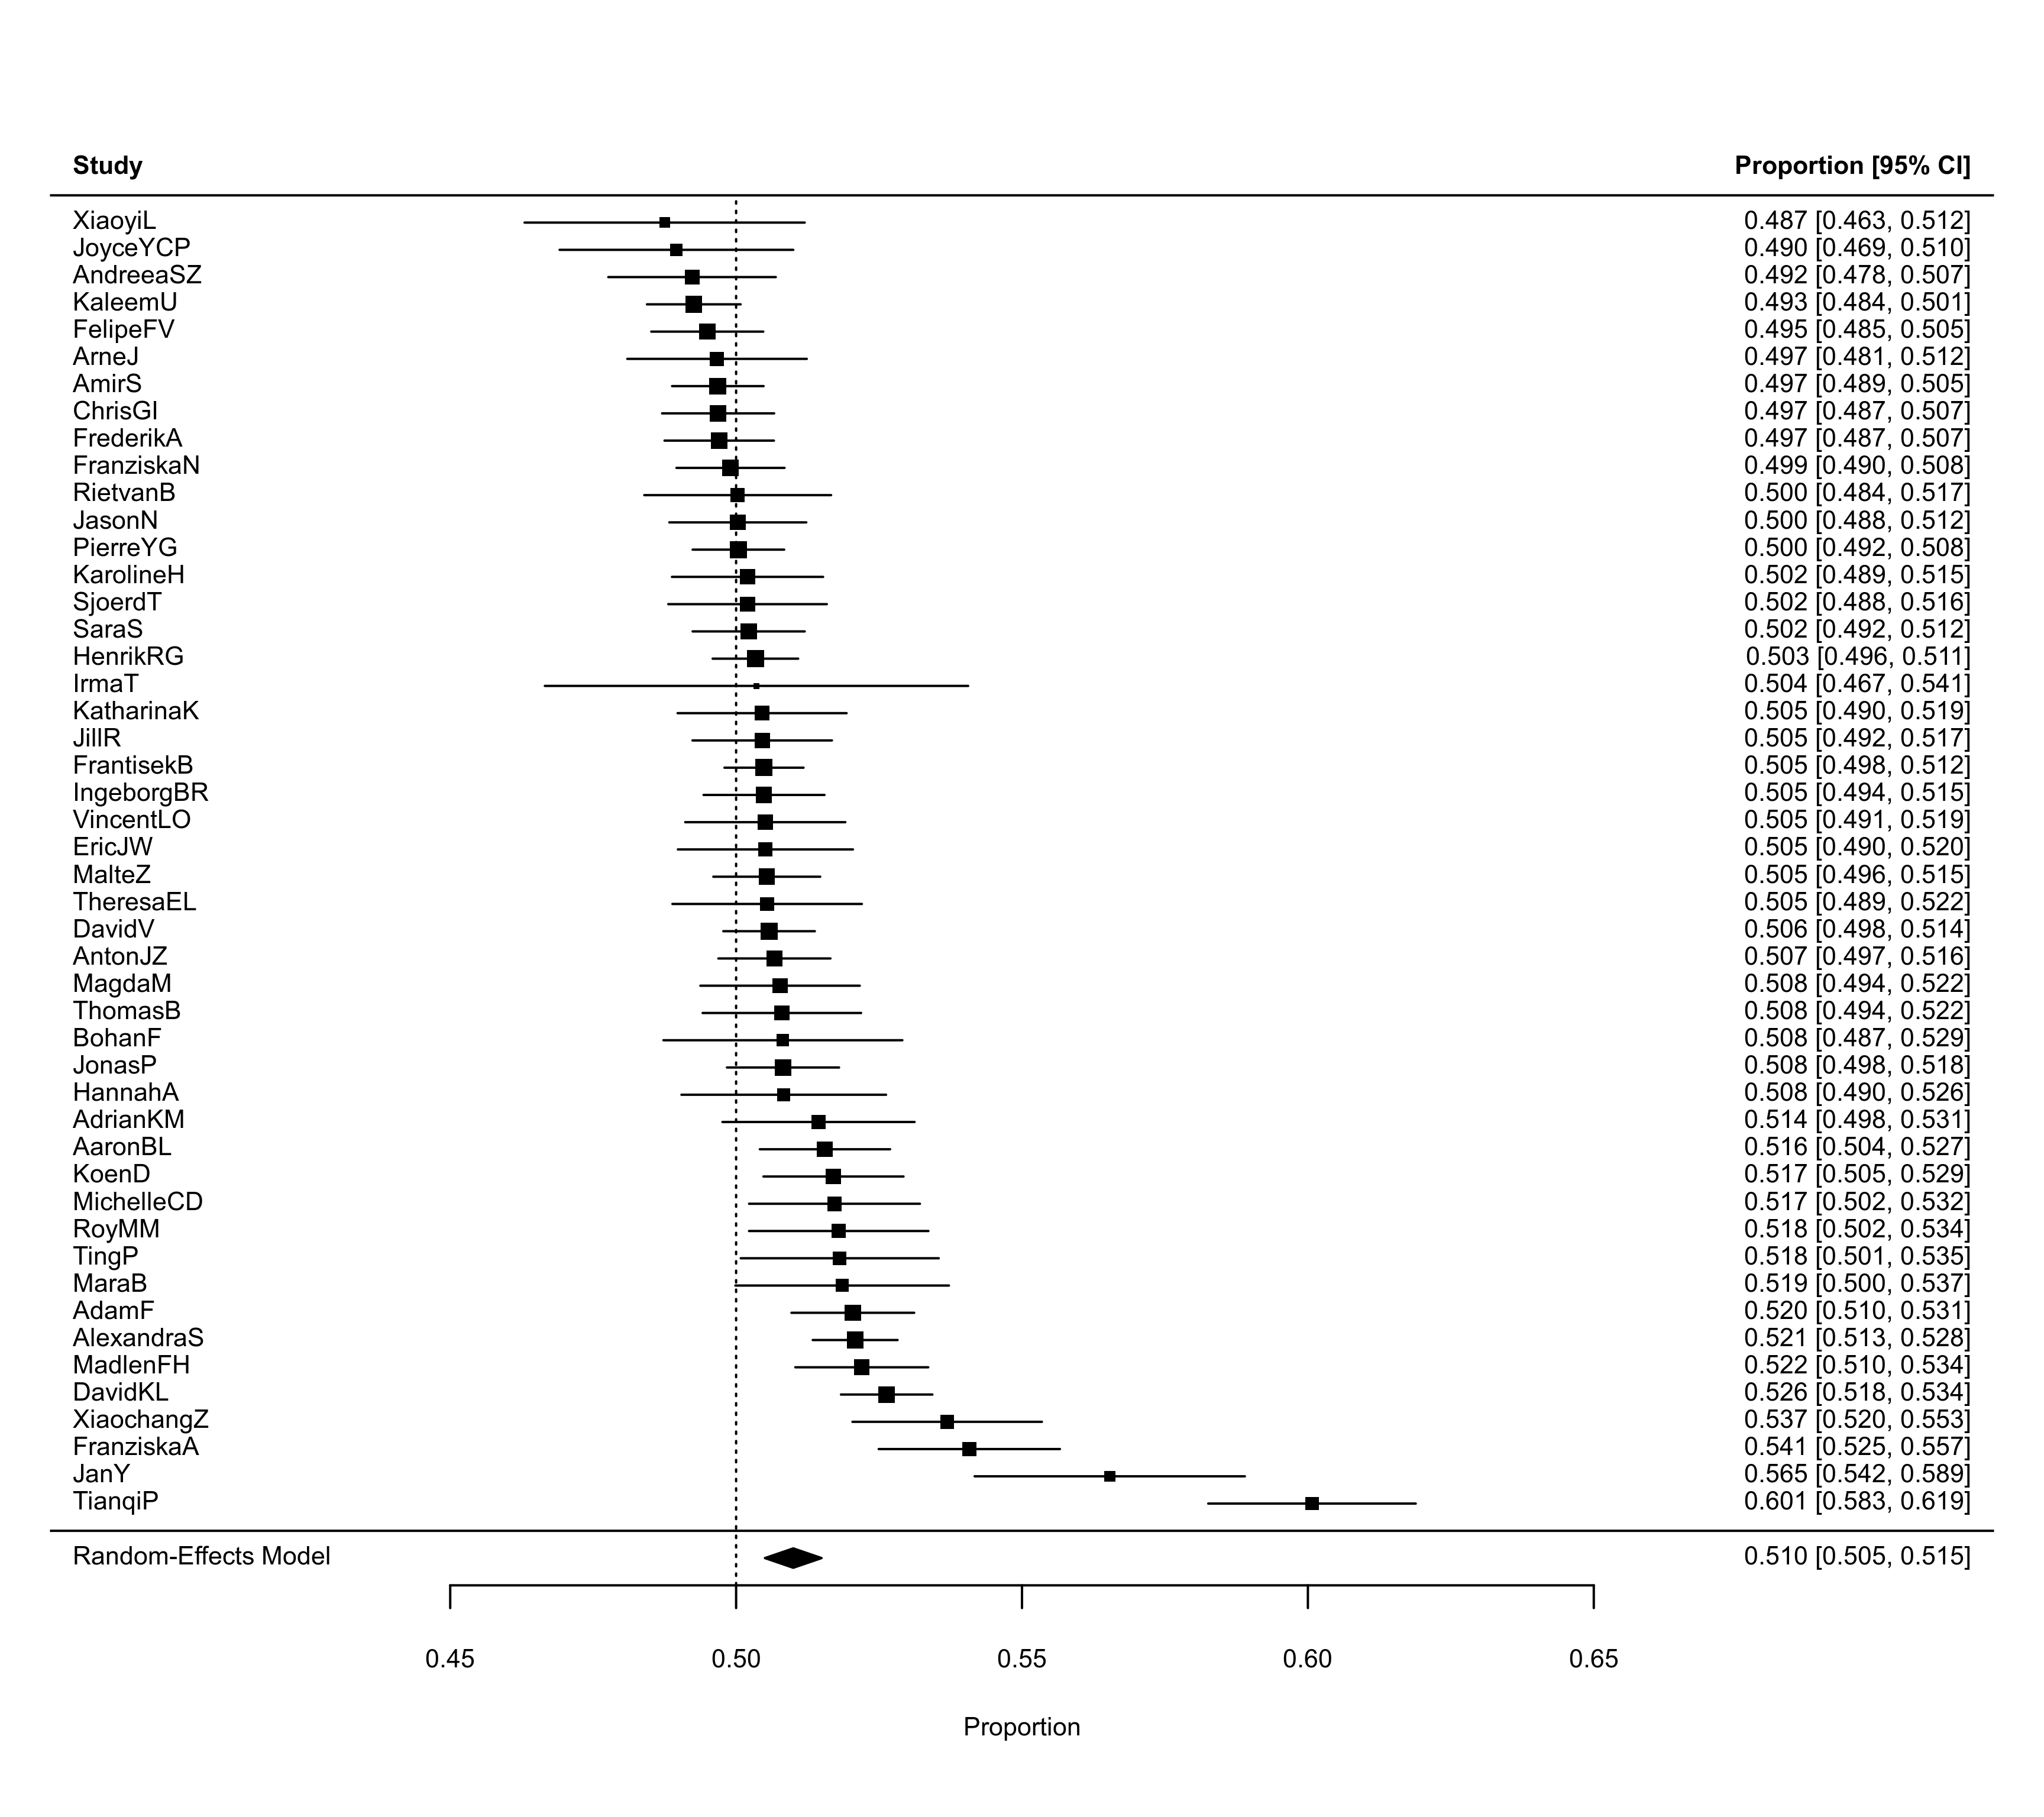 Study Proportion [95% CI]
XiaoyiL 0.487 [0.463, 0.512]
JoyceYCP 0.490 [0.469, 0.510]
AndreeaSZ 0.492 [0.478, 0.507]
KaleemU 0.493 [0.484, 0.501]
FelipeFV 0.495 [0.485, 0.505]
ArneJ 0.497 [0.481, 0.512]
AmirS 0.497 [0.489, 0.505]
ChrisGI 0.497 [0.487, 0.507]
FrederikA 0.497 [0.487, 0.507]
FranziskaN 0.499 [0.490, 0.508]
RietvanB 0.500 [0.484, 0.517]
JasonN 0.500 [0.488, 0.512]
PierreYG 0.500 [0.492, 0.508]
KarolineH 0.502 [0.489, 0.515]
SjoerdT 0.502 [0.488, 0.516]
SaraS 0.502 [0.492, 0.512]
HenrikRG 0.503 [0.496, 0.511]
IrmaT 0.504 [0.467, 0.541]
KatharinaK 0.505 [0.490, 0.519]
JillR 0.505 [0.492, 0.517]
FrantisekB 0.505 [0.498, 0.512]
IngeborgBR 0.505 [0.494, 0.515]
VincentLO 0.505 [0.491, 0.519]
EricJW 0.505 [0.490, 0.520]
MalteZ 0.505 [0.496, 0.515]
TheresaEL 0.505 [0.489, 0.522]
DavidV 0.506 [0.498, 0.514]
AntonJZ 0.507 [0.497, 0.516]
MagdaM 0.508 [0.494, 0.522]
ThomasB 0.508 [0.494, 0.522]
BohanF 0.508 [0.487, 0.529]
JonasP 0.508 [0.498, 0.518]
HannahA 0.508 [0.490, 0.526]
AdrianKM 0.514 [0.498, 0.531]
AaronBL 0.516 [0.504, 0.527]
KoenD 0.517 [0.505, 0.529]
MichelleCD 0.517 [0.502, 0.532]
RoyMM 0.518 [0.502, 0.534]
TingP 0.518 [0.501, 0.535]
MaraB 0.519 [0.500, 0.537]
AdamF 0.520 [0.510, 0.531]
AlexandraS 0.521 [0.513, 0.528]
MadlenFH 0.522 [0.510, 0.534]
DavidKL 0.526 [0.518, 0.534]
XiaochangZ 0.537 [0.520, 0.553]
FranziskaA 0.541 [0.525, 0.557]
JanY 0.565 [0.542, 0.589]
TianqiP 0.601 [0.583, 0.619]
Random-Effects Model 0.510 [0.505, 0.515]
0.45 0.50 0.55 0.60 0.65
Proportion